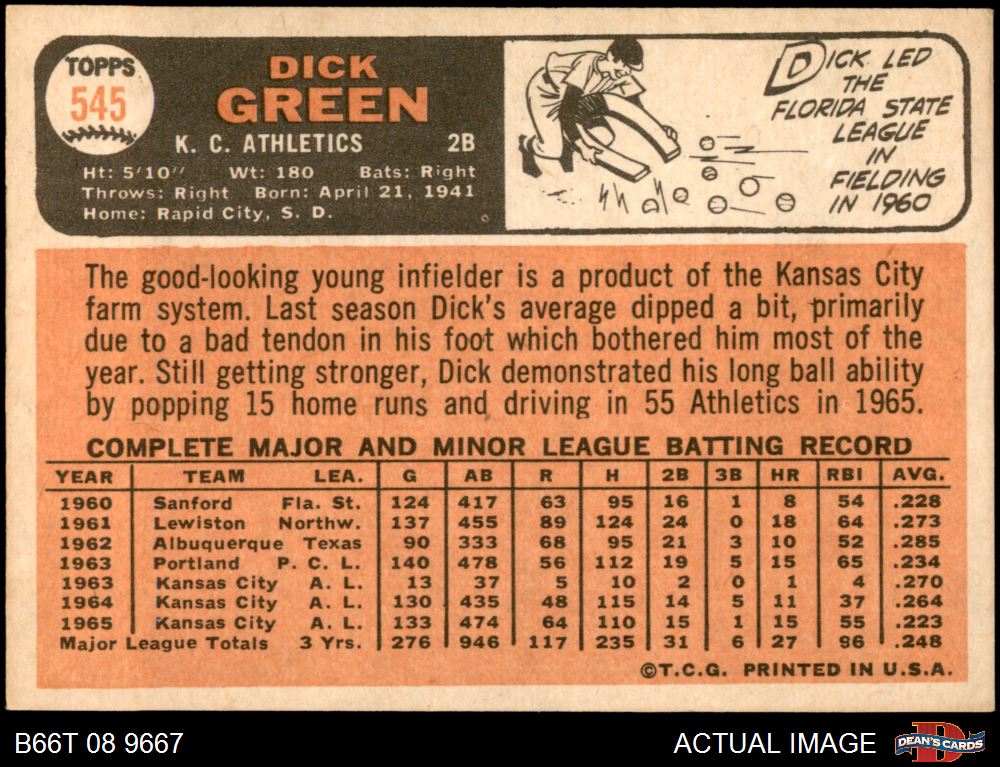 TOPPS
545
DICK
GREEN
K. C. ATHLETICS 2B
Ht: 5'10" Wt: 180 Bats: Right
Throws: Right Born: April 21, 1941
Home: Rapid City, S. D.
DICK LED
THE
FLORIDA STATE
LEAGUE
IN
FIELDING
IN 1960
The good-looking young infielder is a product of the Kansas City
farm system. Last season Dick's average dipped a bit, primarily
due to a bad tendon in his foot which bothered him most of the
year. Still getting stronger, Dick demonstrated his long ball ability
by popping 15 home runs and driving in 55 Athletics in 1965.
COMPLETE MAJOR AND MINOR LEAGUE BATTING RECORD
YEAR TEAM LEA. G AB R H 2B 3B HR RBI AVG.
1960 Sanford Fla. St. 124 417 63 95 16 1 8 54 .228
1961 Lewiston Northw. 137 455 89 124 24 0 18 64 .273
1962 Albuquerque Texas 90 333 68 95 21 3 10 52 .285
1963 Portland P. C. L. 140 478 56 112 19 5 15 65 .234
1963 Kansas City A. L. 13 37 5 10 2 0 1 4 .270
1964 Kansas City A. L. 130 435 48 115 14 5 11 37 .264
1965 Kansas City A. L. 133 474 64 110 15 1 15 55 .223
Major League Totals 3 Yrs. 276 946 117 235 31 6 27 96 .248
©T.C.G. PRINTED IN U.S.A.
B66T 08 9667 ACTUAL IMAGE DEAN'S CARDS